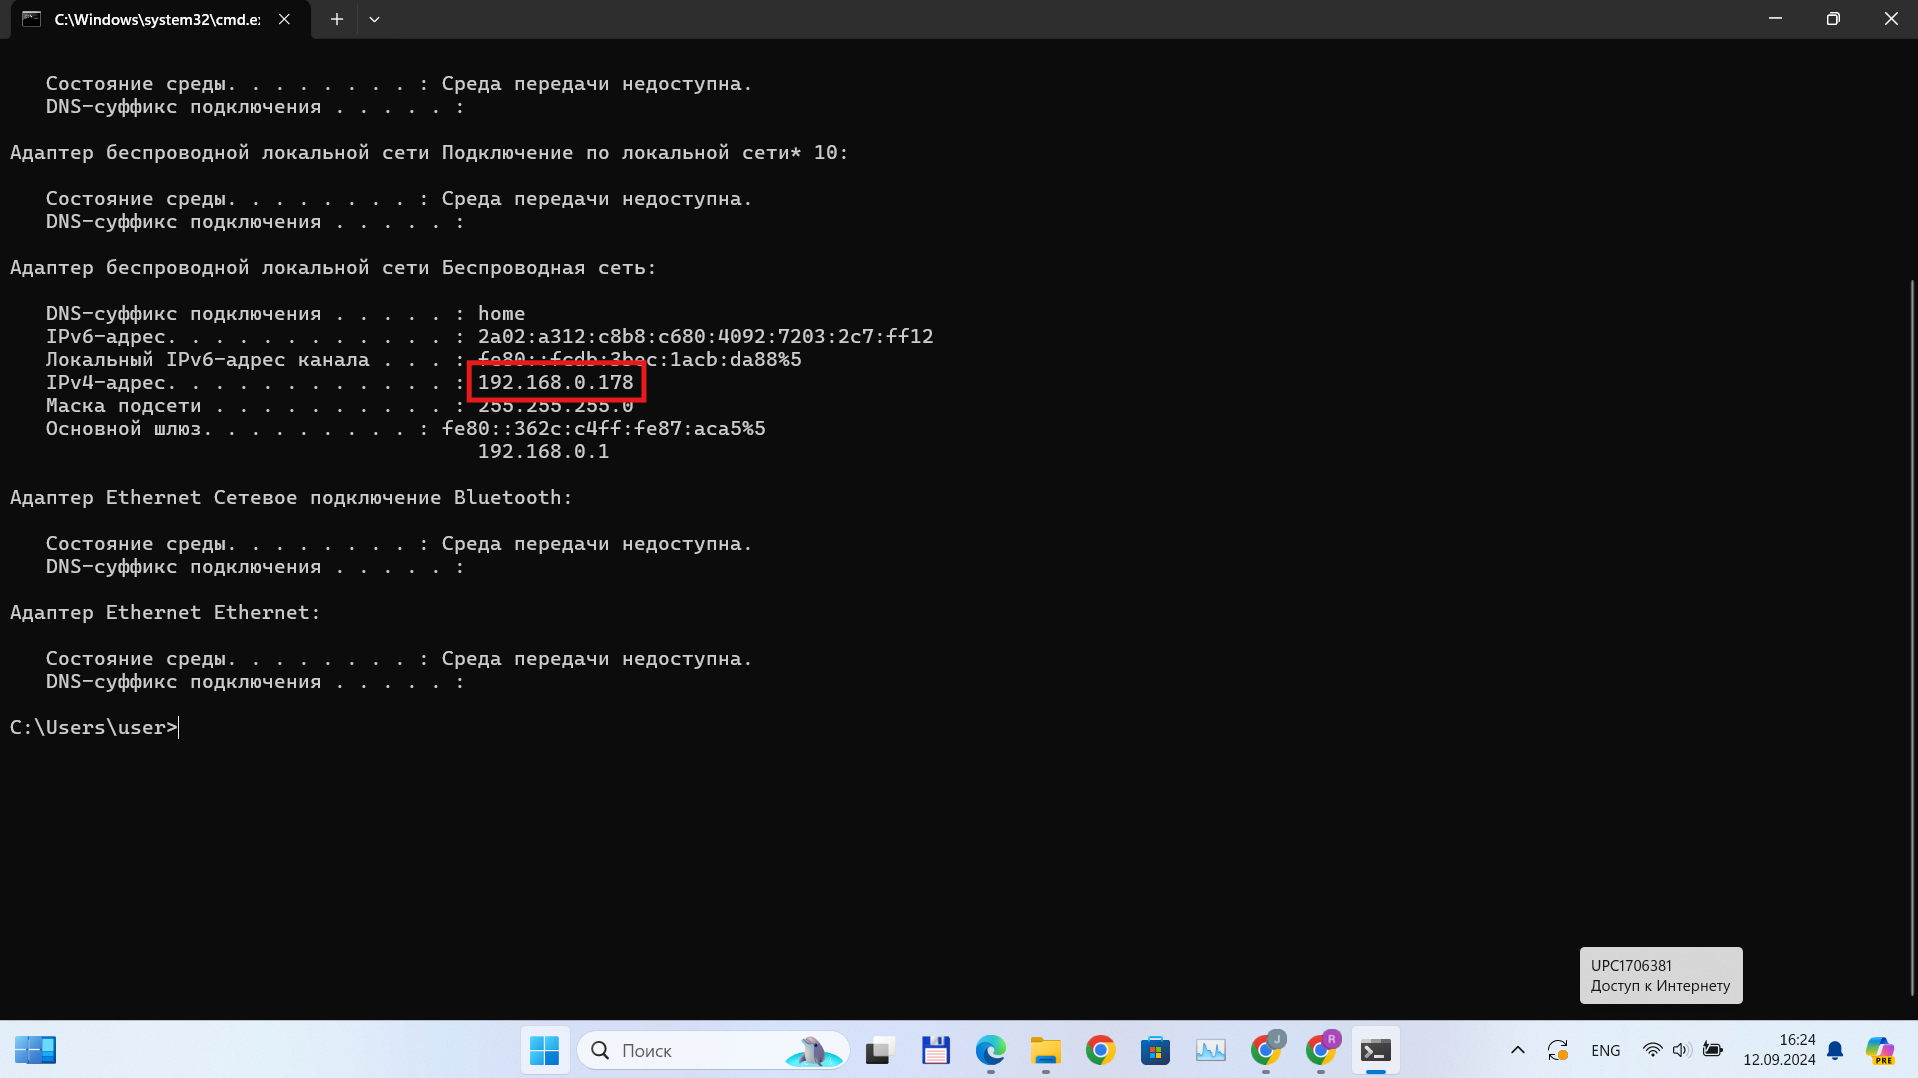 C:\Windows\system32\cmd.e
Состояние среды. . . . . . . . : Среда передачи недоступна.
DNS-суффикс подключения . . . . . :
Адаптер беспроводной локальной сети Подключение по локальной сети* 10:
Состояние среды. . . . . . . . : Среда передачи недоступна.
DNS-суффикс подключения . . . . . :
Адаптер беспроводной локальной сети Беспроводная сеть:
DNS-суффикс подключения . . . . . : home
IPv6-адрес. . . . . . . . . . . . : 2a02:a312:c8b8:c680:4092:7203:2c7:ff12
Локальный IPv6-адрес канала . . . : fe80::fcdb:3bec:1acb:da88%5
IPv4-адрес. . . . . . . . . . . . : 192.168.0.178
Маска подсети . . . . . . . . . . : 255.255.255.0
Основной шлюз. . . . . . . . . : fe80::362c:c4ff:fe87:aca5%5
192.168.0.1
Адаптер Ethernet Сетевое подключение Bluetooth:
Состояние среды. . . . . . . . : Среда передачи недоступна.
DNS-суффикс подключения . . . . . :
Адаптер Ethernet Ethernet:
Состояние среды. . . . . . . . : Среда передачи недоступна.
DNS-суффикс подключения . . . . . :
C:\Users\user>
UPC1706381
Доступ к Интернету
Поиск
J
R
ENG
16:24
12.09.2024
PRE